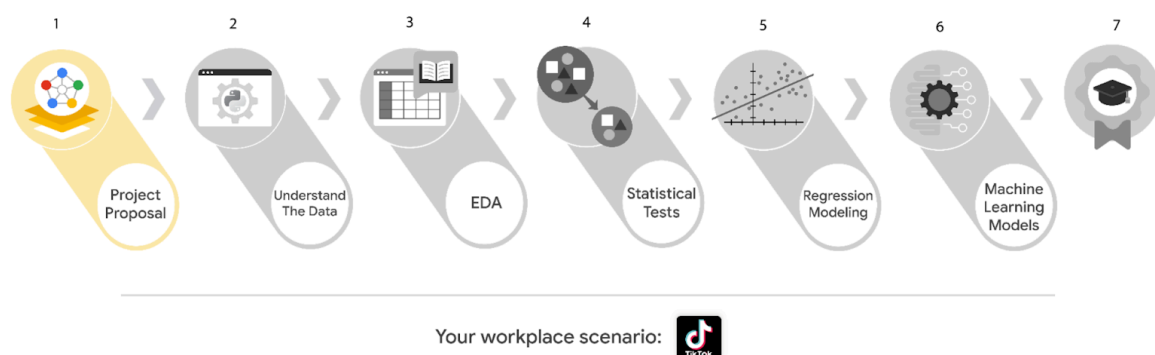 1
2
3
4
5
6
7
Project
Proposal
Understand
The Data
EDA
Statistical
Tests
Regression
Modeling
Machine
Learning
Models
Your workplace scenario:
TikTok